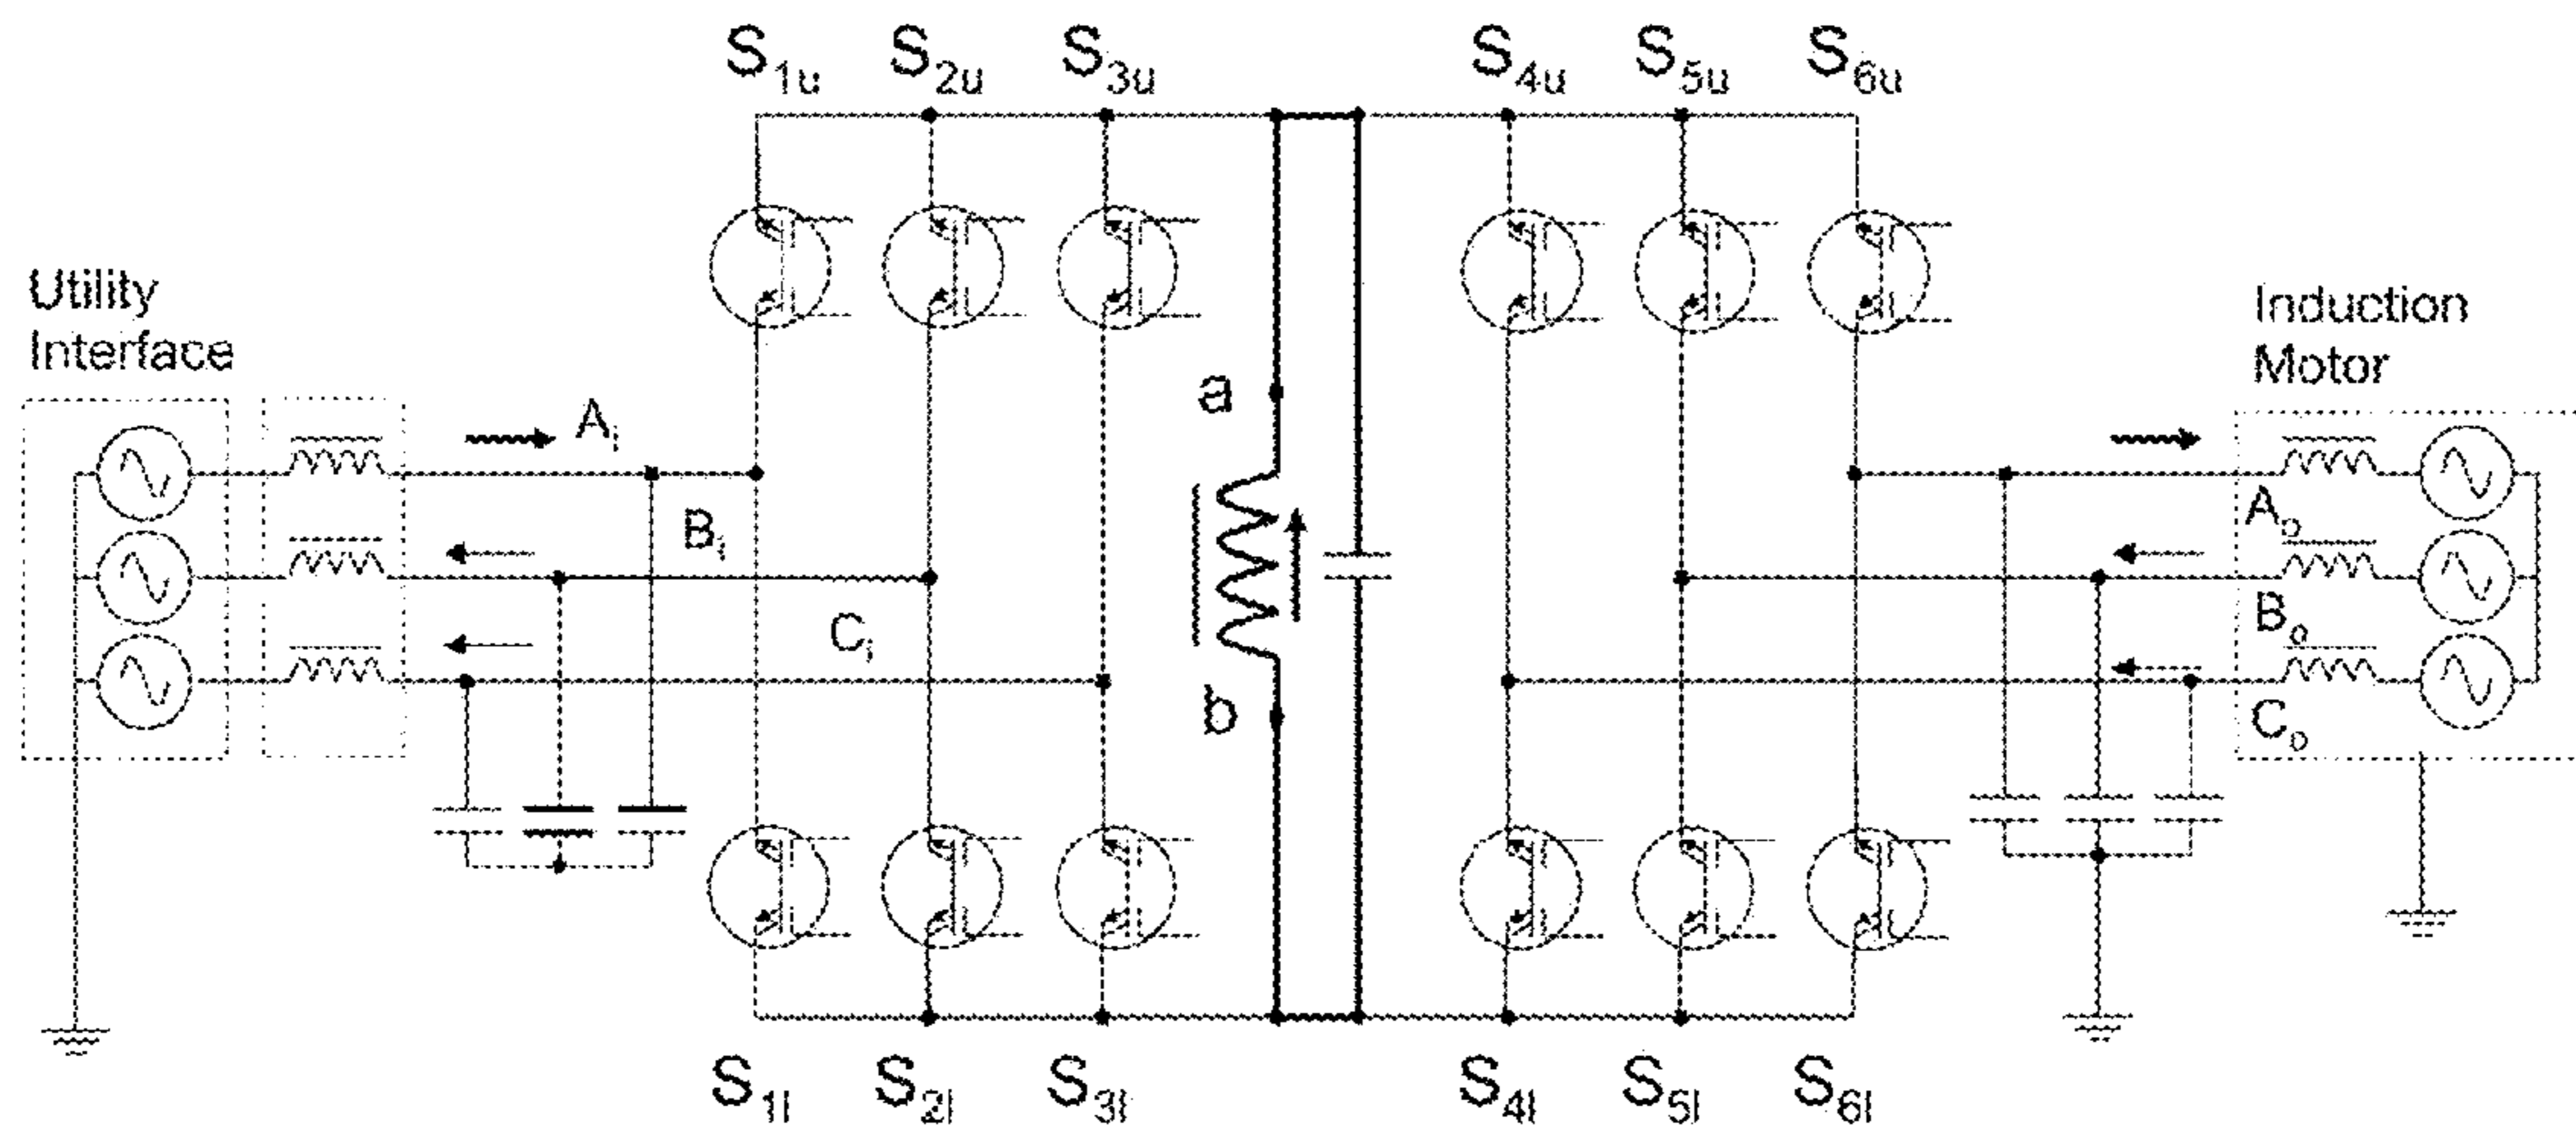 S1u S2u S3u S4u S5u S6u
Utility
Interface
Induction
Motor
Ai
Bi
Ci
a
b
Ao
Bo
Co
S1l S2l S3l S4l S5l S6l